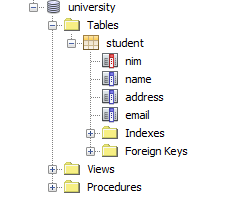 university
Tables
student
nim
name
address
email
Indexes
Foreign Keys
Views
Procedures